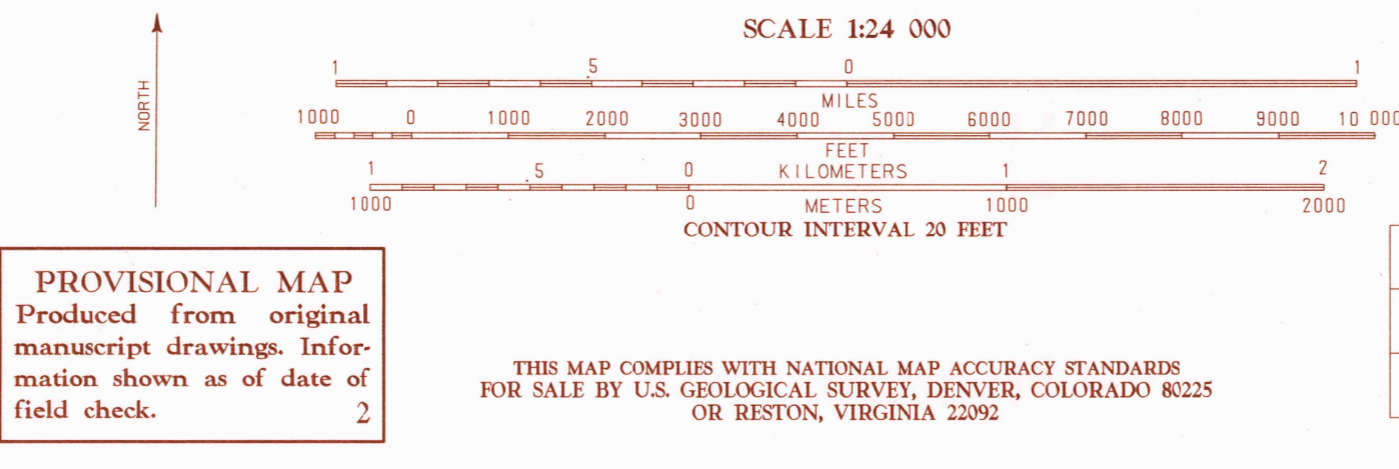 SCALE 1:24 000
NORTH
1 .5 0 1
MILES
1000 0 1000 2000 3000 4000 5000 6000 7000 8000 9000 10 000
FEET
1 .5 0 KILOMETERS 1 2
1000 0 METERS 1000 2000
CONTOUR INTERVAL 20 FEET
PROVISIONAL MAP
Produced from original
manuscript drawings. Infor-
mation shown as of date of
field check. 2
THIS MAP COMPLIES WITH NATIONAL MAP ACCURACY STANDARDS
FOR SALE BY U.S. GEOLOGICAL SURVEY, DENVER, COLORADO 80225
OR RESTON, VIRGINIA 22092